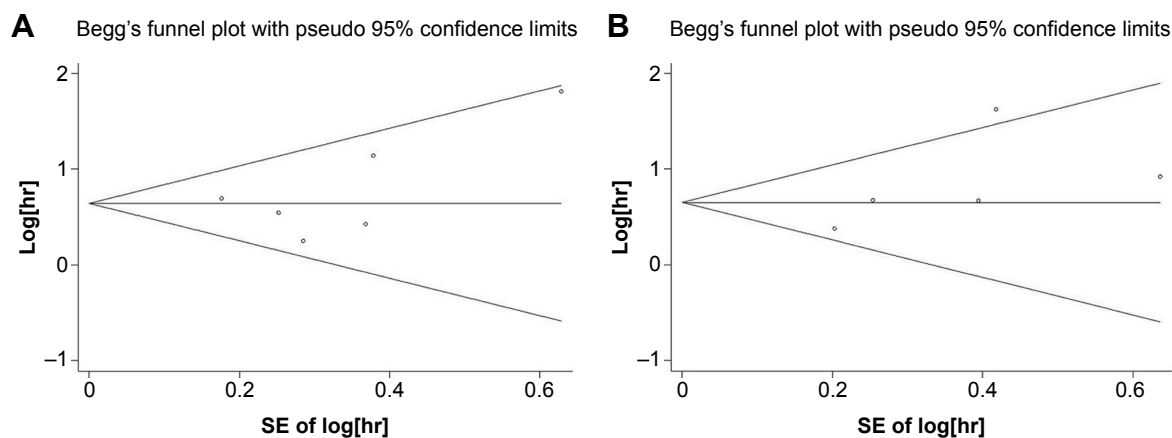 A Begg’s funnel plot with pseudo 95% confidence limits
2
1
0
–1
Log[hr]
0 0.2 0.4 0.6
SE of log[hr]
B Begg’s funnel plot with pseudo 95% confidence limits
2
1
0
–1
Log[hr]
0 0.2 0.4 0.6
SE of log[hr]